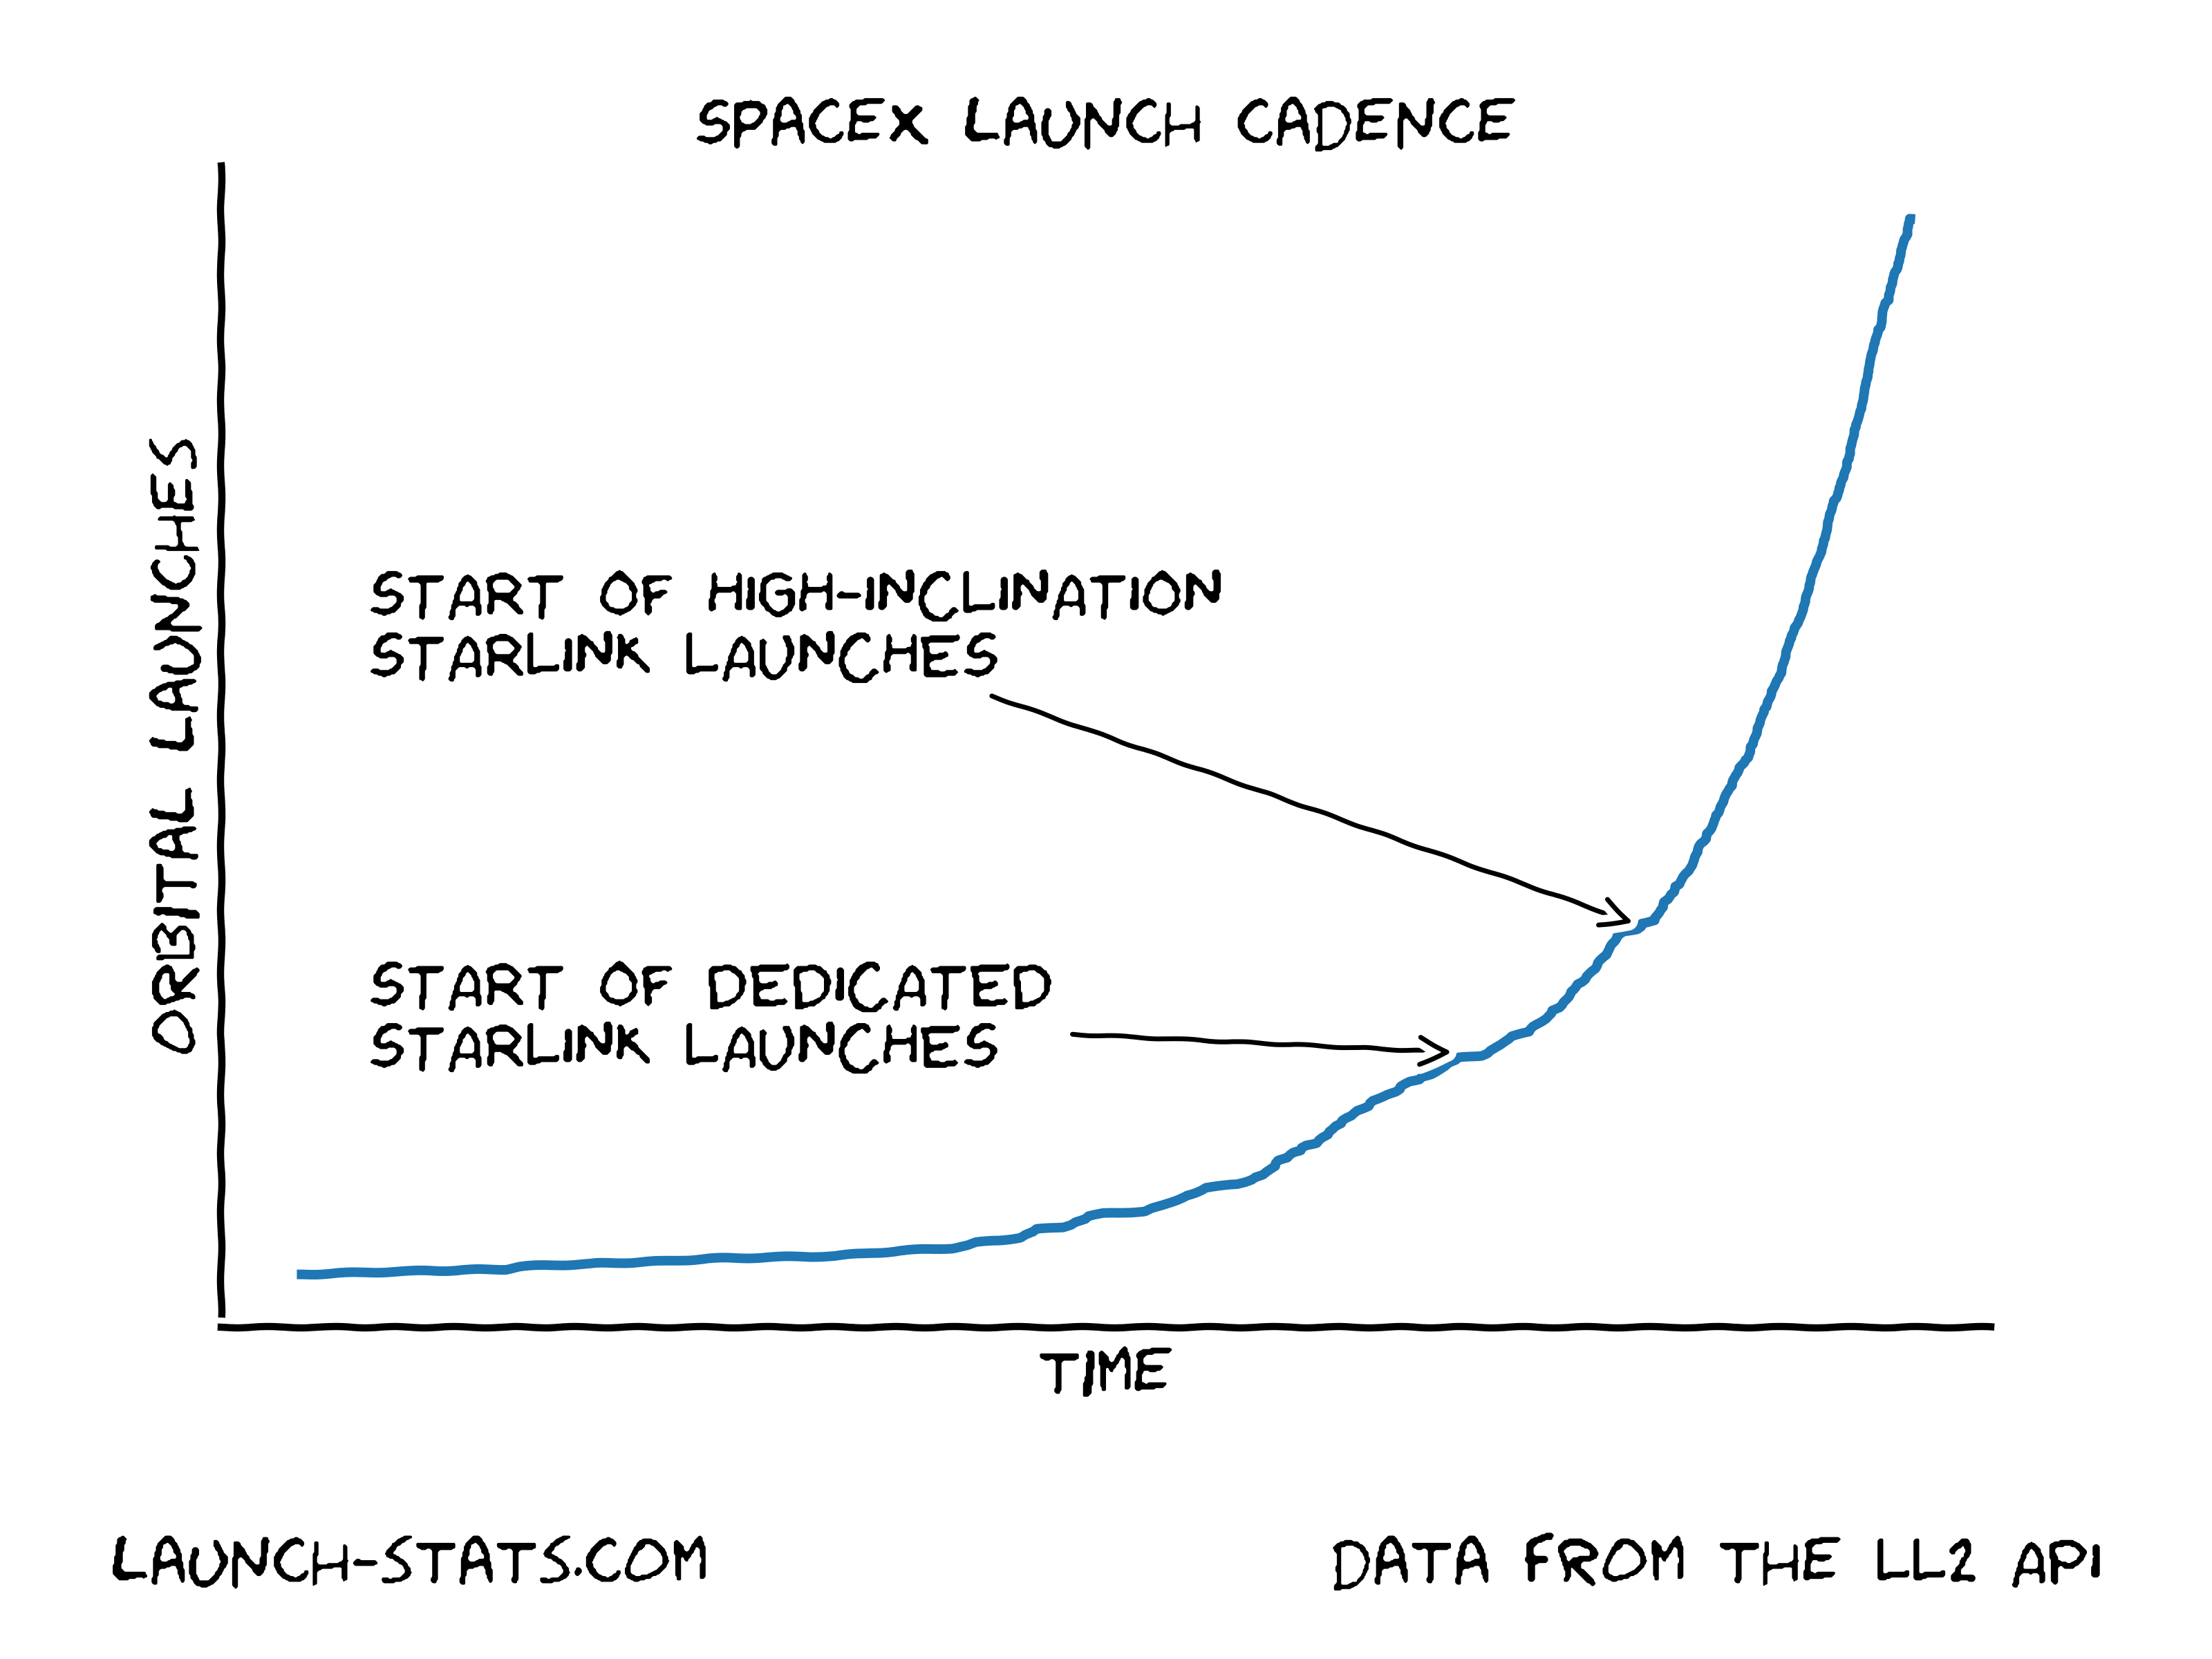 SPACEX LAUNCH CADENCE
ORBITAL LAUNCHES
START OF HIGH-INCLINATION
STARLINK LAUNCHES
START OF DEDICATED
STARLINK LAUNCHES
TIME
LAUNCH-STATS.COM
DATA FROM THE LL2 API